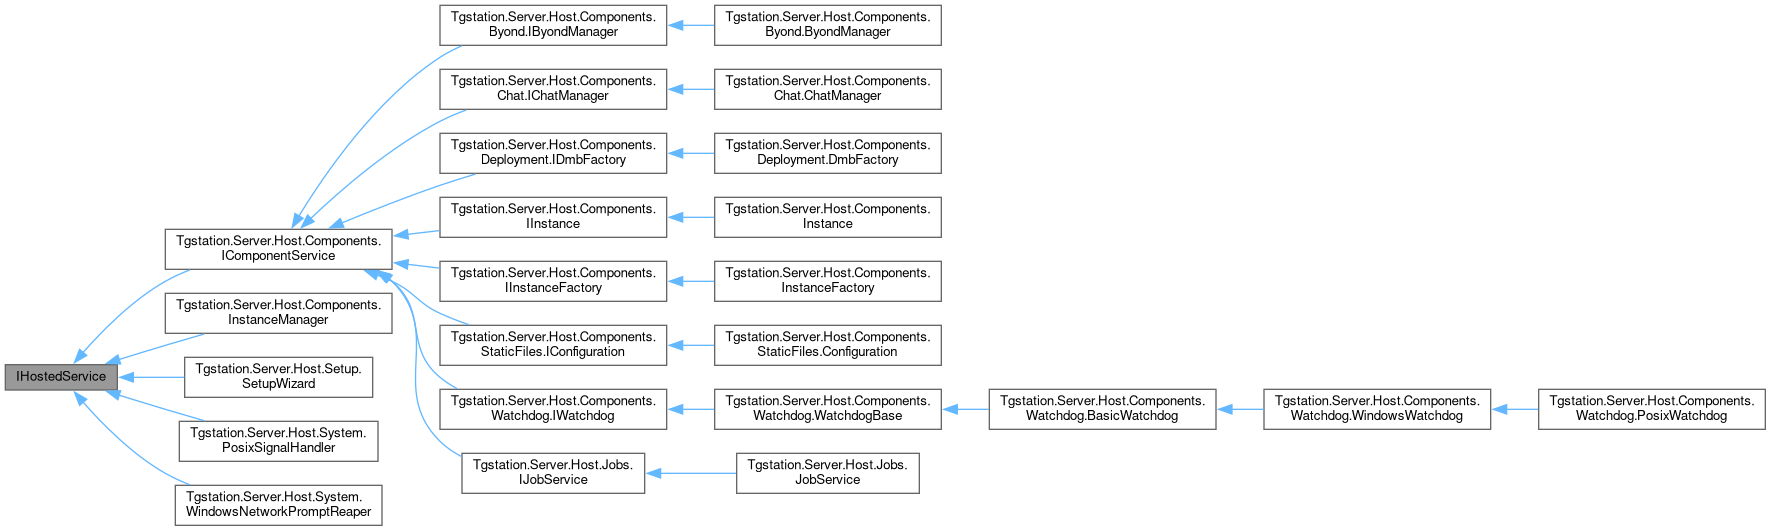 Tgstation.Server.Host.Components.
Byond.IByondManager
Tgstation.Server.Host.Components.
Byond.ByondManager
Tgstation.Server.Host.Components.
Chat.IChatManager
Tgstation.Server.Host.Components.
Chat.ChatManager
Tgstation.Server.Host.Components.
Deployment.IDmbFactory
Tgstation.Server.Host.Components.
Deployment.DmbFactory
Tgstation.Server.Host.Components.
IInstance
Tgstation.Server.Host.Components.
Instance
Tgstation.Server.Host.Components.
IComponentService
Tgstation.Server.Host.Components.
IInstanceFactory
Tgstation.Server.Host.Components.
InstanceFactory
Tgstation.Server.Host.Components.
InstanceManager
Tgstation.Server.Host.Components.
StaticFiles.IConfiguration
Tgstation.Server.Host.Components.
StaticFiles.Configuration
IHostedService
Tgstation.Server.Host.Setup.
SetupWizard
Tgstation.Server.Host.Components.
Watchdog.IWatchdog
Tgstation.Server.Host.Components.
Watchdog.WatchdogBase
Tgstation.Server.Host.Components.
Watchdog.BasicWatchdog
Tgstation.Server.Host.Components.
Watchdog.WindowsWatchdog
Tgstation.Server.Host.Components.
Watchdog.PosixWatchdog
Tgstation.Server.Host.System.
PosixSignalHandler
Tgstation.Server.Host.Jobs.
IJobService
Tgstation.Server.Host.Jobs.
JobService
Tgstation.Server.Host.System.
WindowsNetworkPromptReaper